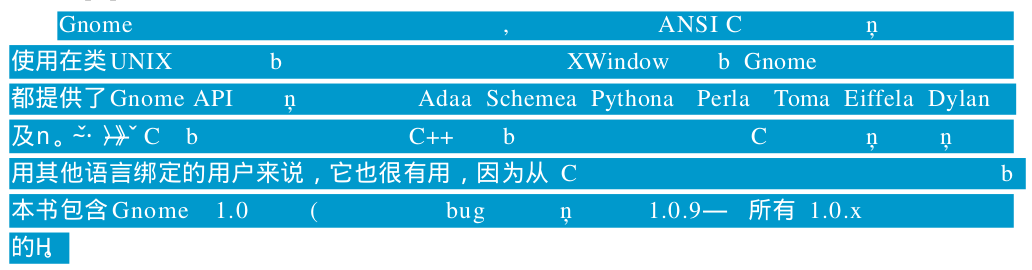 Gnome , ANSI C ņ
使用在类UNIX b XWindow b Gnome
都提供了Gnome API ņ Adaa Schemea Pythona Perla Toma Eiffela Dylan
及n。~ˇ· C b C++ b C ņ ņ
用其他语言绑定的用户来说，它也很有用，因为从 C b
本书包含Gnome 1.0 ( bug ņ 1.0.9— 所有 1.0.x
的